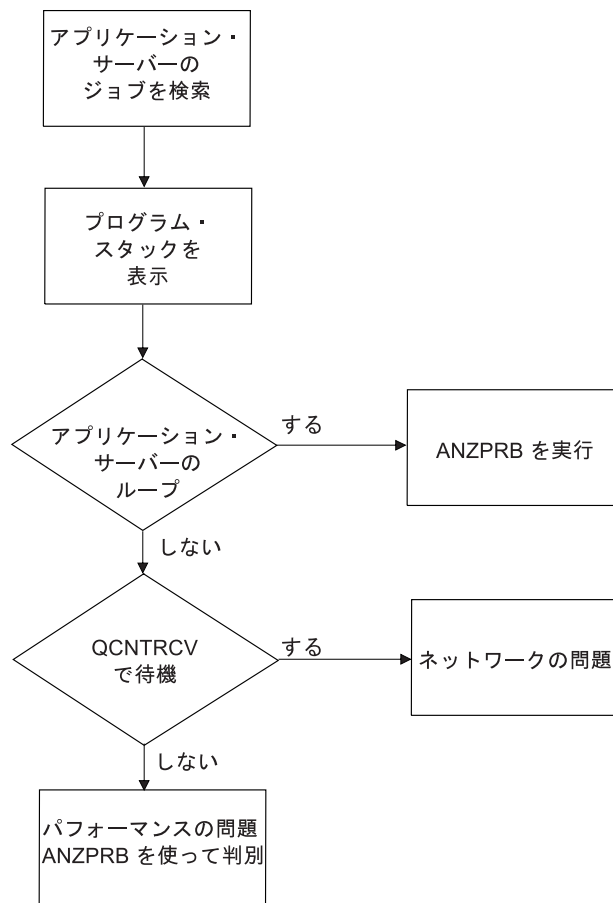 アプリケーション・
サーバーの
ジョブを検索
プログラム・
スタックを
表示
アプリケーション・
サーバーの
ループ
する
ANZPRB を実行
しない
QCNTRCV
で待機
する
ネットワークの問題
しない
パフォーマンスの問題
ANZPRB を使って判別